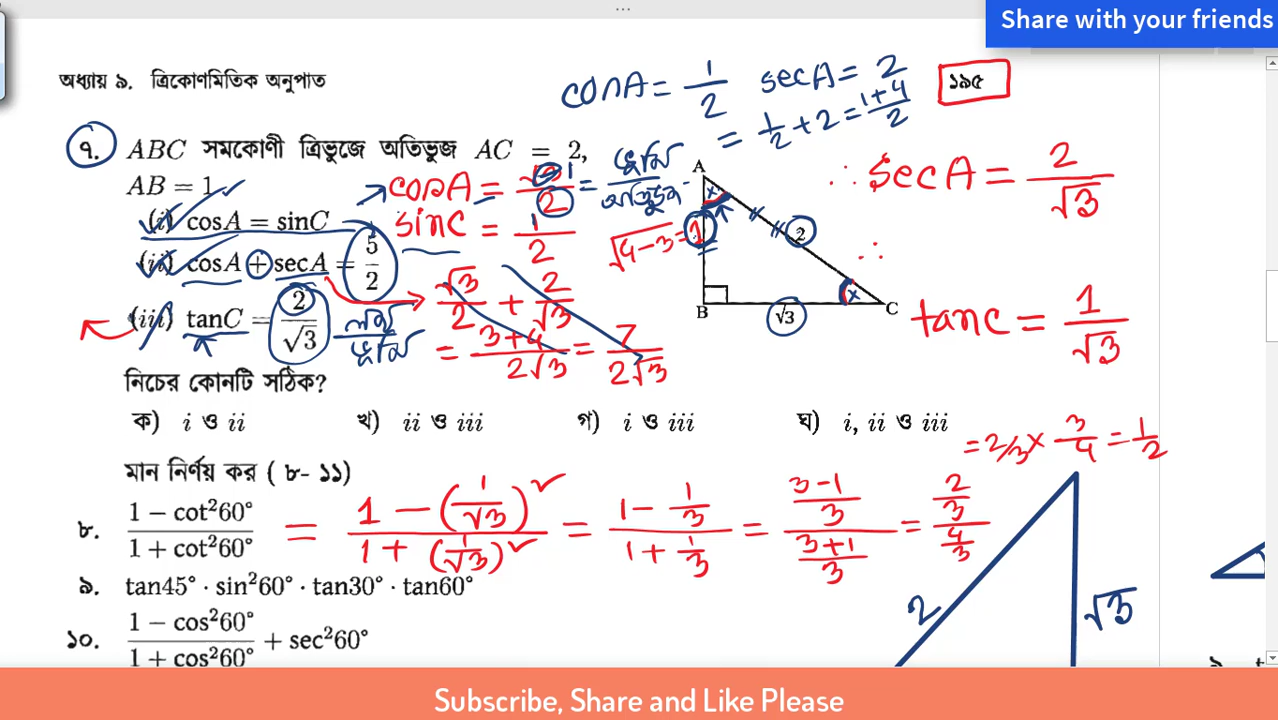 Share with your friends
অধ্যায় ৯. ত্রিকোণমিতিক অনুপাত
cosA = 1/2 secA = 2
১৯৫
= 1/2 + 2 = (1+4)/2
৭. ABC সমকোণী ত্রিভুজে অতিভুজ AC = 2,
AB = 1
cosA = 1/2 = ভূমি/অতিভুজ
(i) cosA = sinC
sinC = 1/2
√4-3 = 1
A
x
2
∴ secA = 2/√3
(ii) cosA + secA = 5/2
∴
√3/2 + 2/√3
B
√3
x
C
(iii) tanC = 2/√3
লম্ব/ভূমি
tanc = 1/√3
= (3+4)/2√3 = 7/2√3
নিচের কোনটি সঠিক?
ক) i ও ii খ) ii ও iii গ) i ও iii ঘ) i, ii ও iii
= 2/3 × 3/4 = 1/2
মান নির্ণয় কর ( ৮- ১১)
৮. (1 − cot²60°)/(1 + cot²60°) = (1 − (1/√3)²)/(1 + (1/√3)²) = (1 − 1/3)/(1 + 1/3) = ((3-1)/3)/((3+1)/3) = (2/3)/(4/3)
৯. tan45° · sin²60° · tan30° · tan60°
2
√3
১০. (1 − cos²60°)/(1 + cos²60°) + sec²60°
Subscribe, Share and Like Please